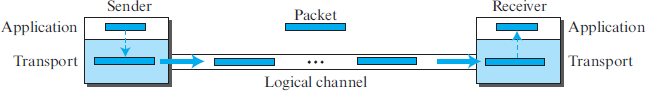 Sender
Receiver
Packet
Application
Application
Transport
...
Transport
Logical channel